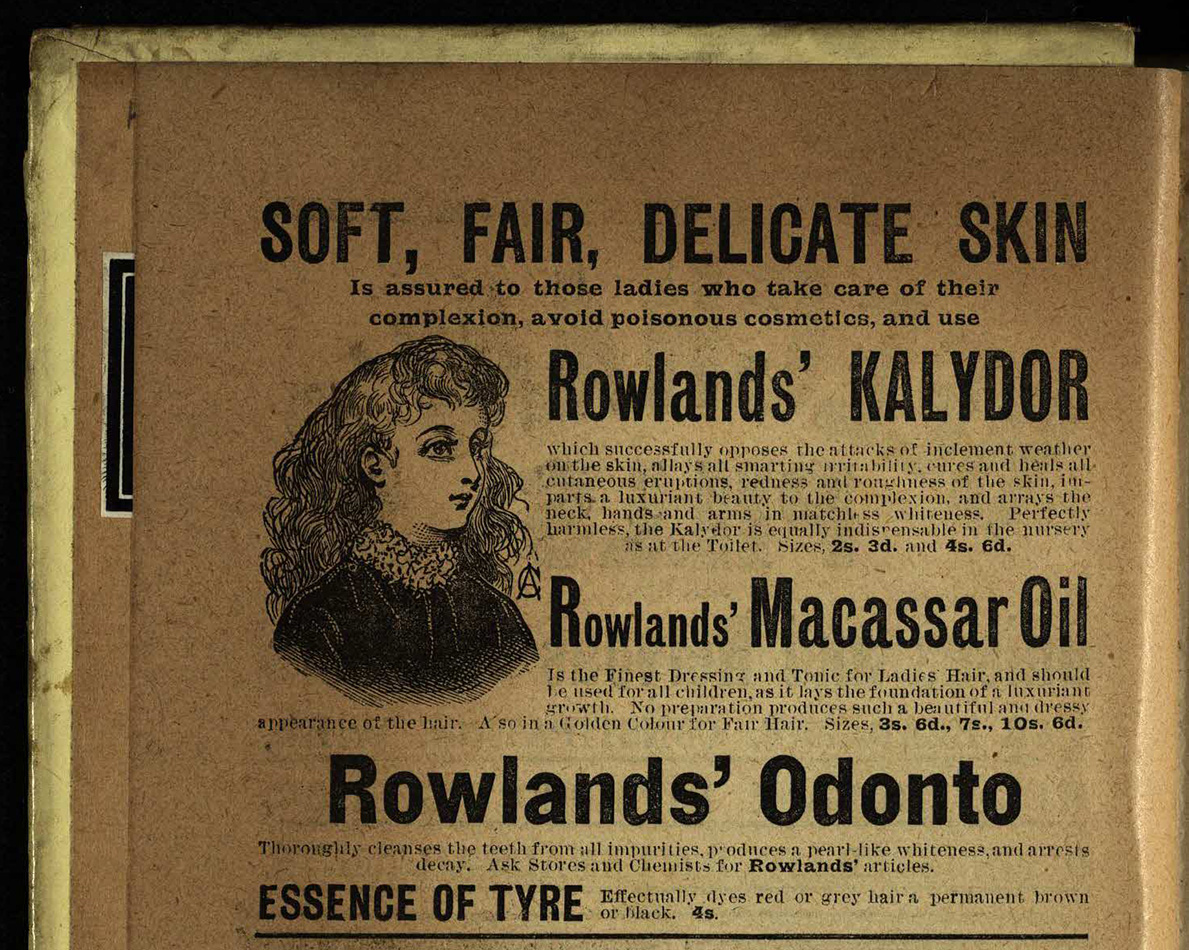 SOFT, FAIR, DELICATE SKIN
Is assured to those ladies who take care of their
complexion, avoid poisonous cosmetics, and use
Rowlands' KALYDOR
which successfully opposes the attacks of inclement weather
on the skin, allays all smarting irritability, cures and heals all
cutaneous eruptions, redness and roughness of the skin, im-
parts a luxuriant beauty to the complexion, and arrays the
neck, hands and arms in matchless whiteness. Perfectly
harmless, the Kalydor is equally indispensable in the nursery
as at the Toilet. Sizes, 2s. 3d. and 4s. 6d.
Rowlands' Macassar Oil
Is the Finest Dressing and Tonic for Ladies' Hair, and should
be used for all children, as it lays the foundation of a luxuriant
growth. No preparation produces such a beautiful and dressy
appearance of the hair. Also in a Golden Colour for Fair Hair. Sizes, 3s. 6d., 7s., 10s. 6d.
Rowlands' Odonto
Thoroughly cleanses the teeth from all impurities, produces a pearl-like whiteness, and arrests
decay. Ask Stores and Chemists for Rowlands' articles.
ESSENCE OF TYRE Effectually dyes red or grey hair a permanent brown
or black. 4s.